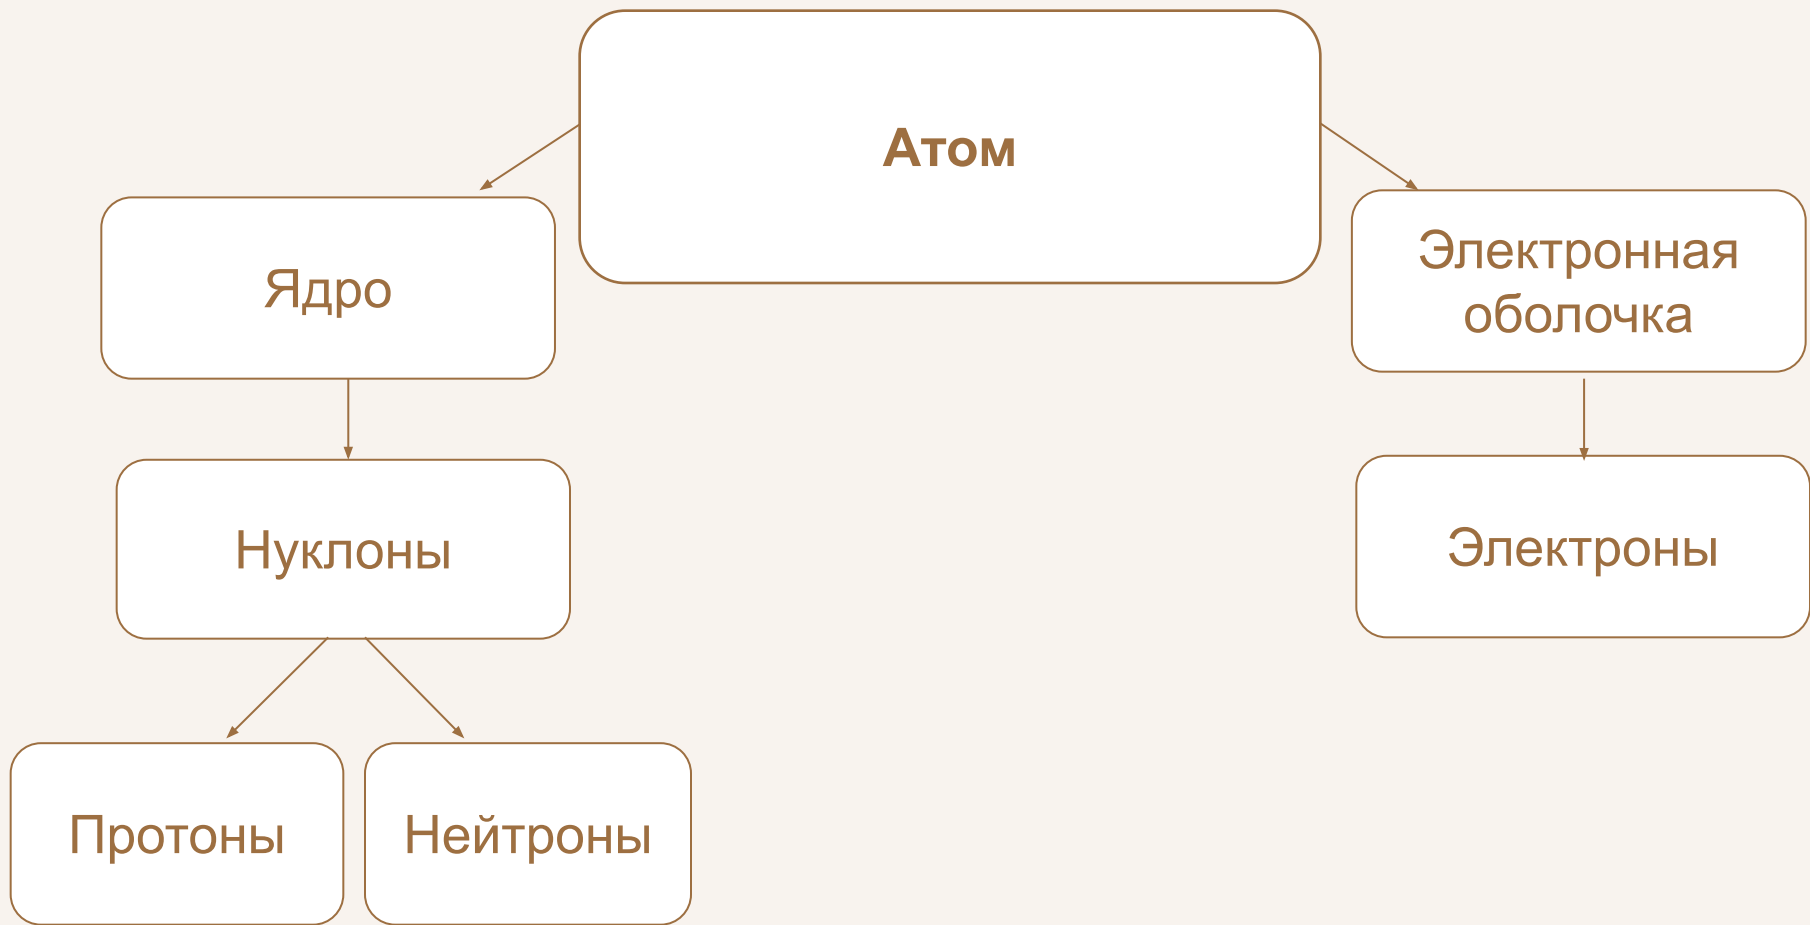 Атом
Ядро
Электронная
оболочка
Нуклоны
Электроны
Протоны
Нейтроны